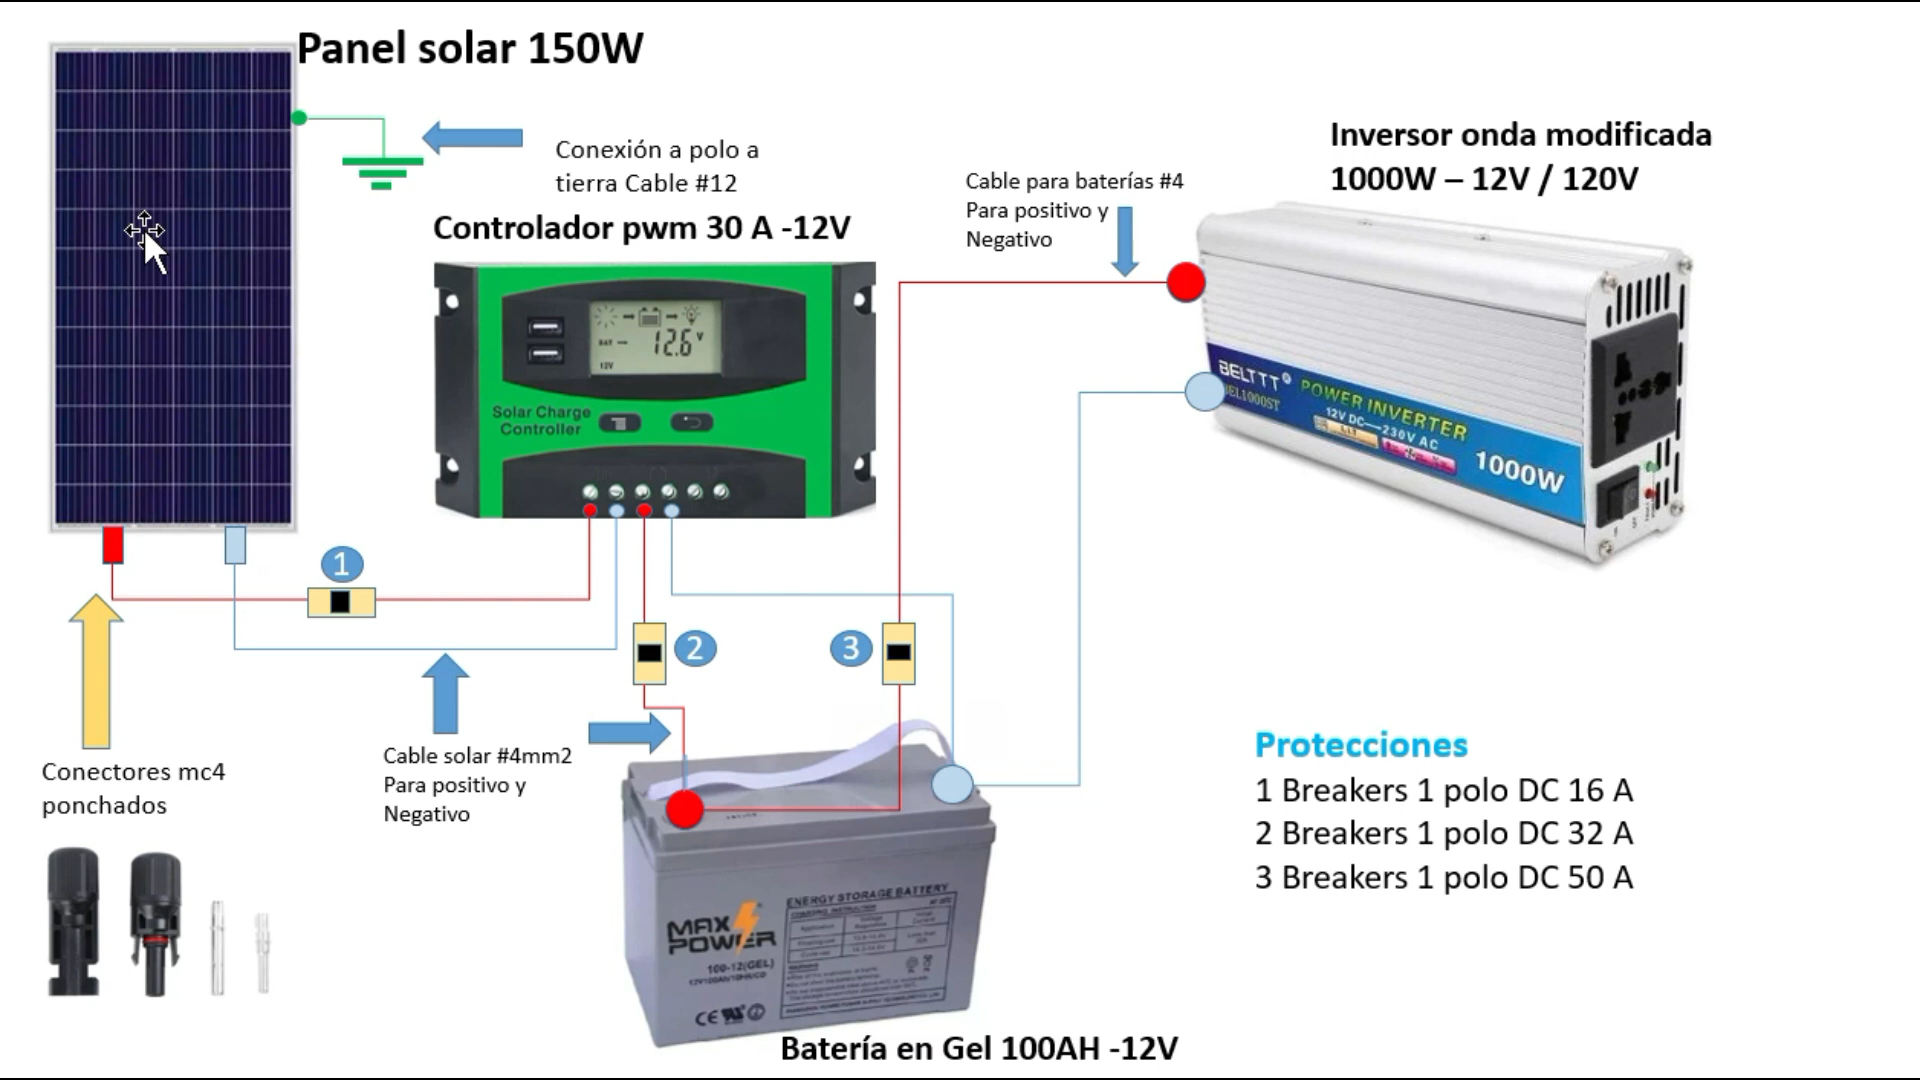 Panel solar 150W
Conexión a polo a
tierra Cable #12
Controlador pwm 30 A -12V
12.6 V
BAT
12V
Solar Charge
Controller
Cable para baterías #4
Para positivo y
Negativo
Inversor onda modificada
1000W – 12V / 120V
BELTTT®
BEL1000ST
POWER INVERTER
12V DC—230V AC
1000W
1
2
3
Conectores mc4
ponchados
Cable solar #4mm2
Para positivo y
Negativo
Protecciones
1 Breakers 1 polo DC 16 A
2 Breakers 1 polo DC 32 A
3 Breakers 1 polo DC 50 A
ENERGY STORAGE BATTERY
MAX
POWER
100-12(GEL)
Batería en Gel 100AH -12V